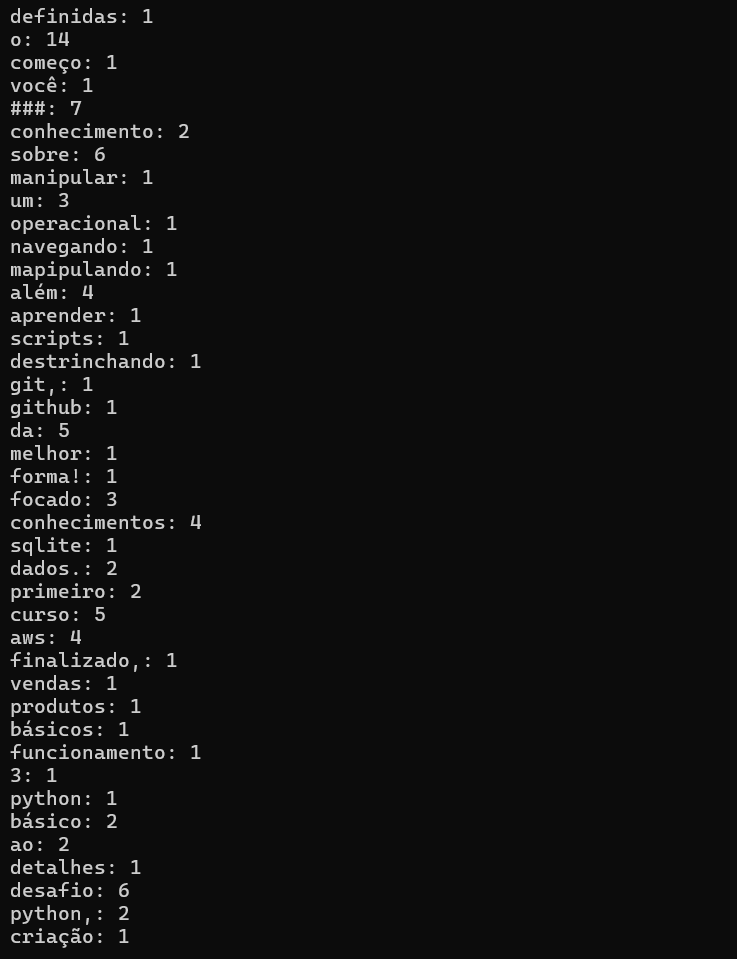 definidas: 1
o: 14
começo: 1
você: 1
###: 7
conhecimento: 2
sobre: 6
manipular: 1
um: 3
operacional: 1
navegando: 1
mapipulando: 1
além: 4
aprender: 1
scripts: 1
destrinchando: 1
git,: 1
github: 1
da: 5
melhor: 1
forma!: 1
focado: 3
conhecimentos: 4
sqlite: 1
dados.: 2
primeiro: 2
curso: 5
aws: 4
finalizado,: 1
vendas: 1
produtos: 1
básicos: 1
funcionamento: 1
3: 1
python: 1
básico: 2
ao: 2
detalhes: 1
desafio: 6
python,: 2
criação: 1